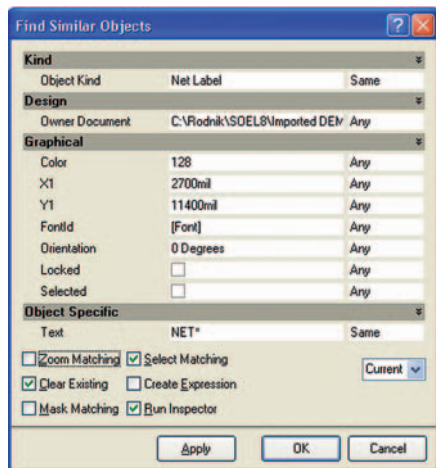 Find Similar Objects
Kind
Object Kind Net Label Same
Design
Owner Document C:\Rodnik\SOEL8\Imported DEM Any
Graphical
Color 128 Any
X1 2700mil Any
Y1 11400mil Any
FontId [Font] Any
Orientation 0 Degrees Any
Locked Any
Selected Any
Object Specific
Text NET* Same
Zoom Matching Select Matching Current
Clear Existing Create Expression
Mask Matching Run Inspector
Apply OK Cancel